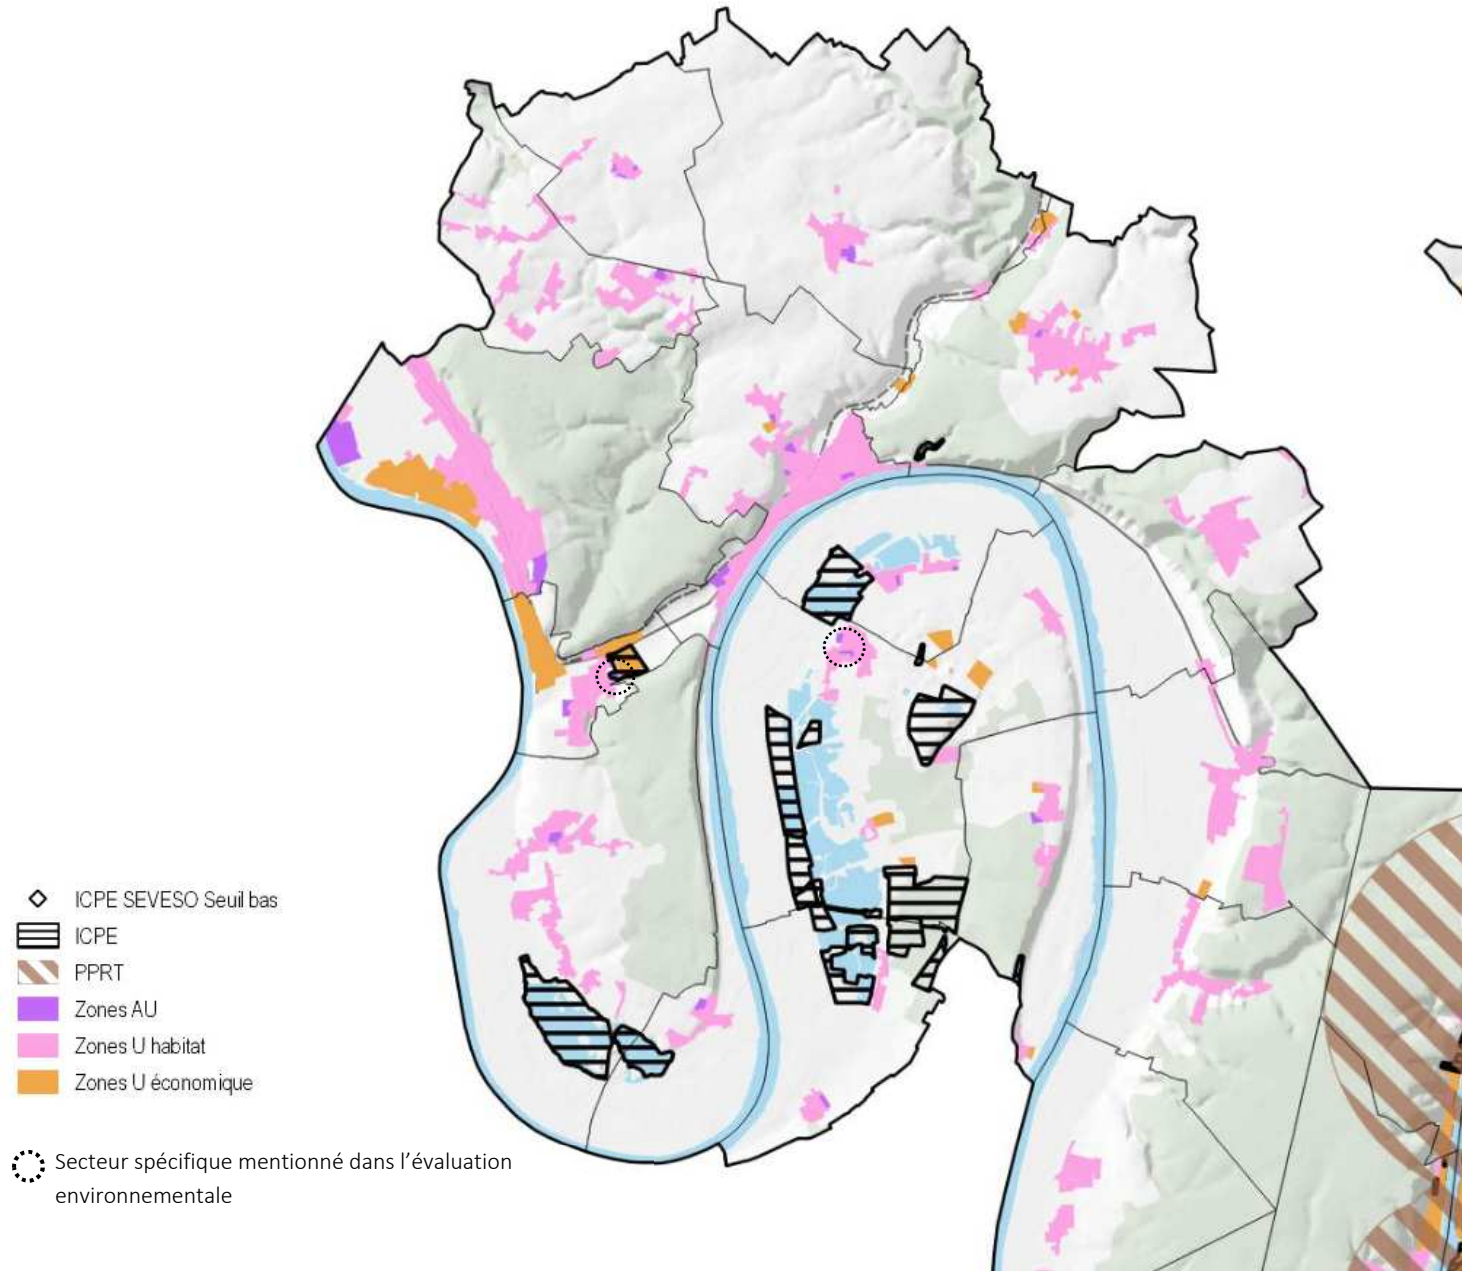 ICPE SEVESO Seuil bas
ICPE
PPRT
Zones AU
Zones U habitat
Zones U économique
Secteur spécifique mentionné dans l'évaluation
environnementale